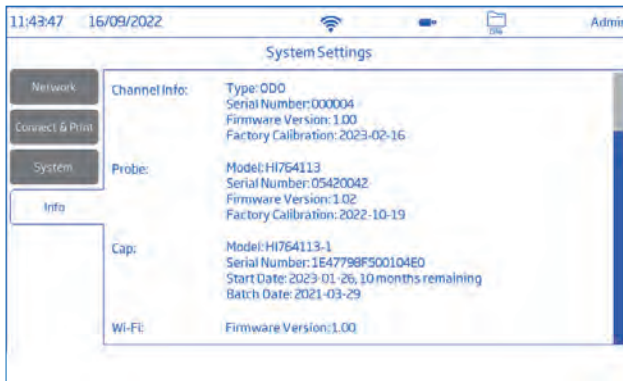 11:43:47 16/09/2022 Admin
System Settings
Network
Connect & Print
System
Info
Channel Info: Type: ODO
Serial Number: 000004
Firmware Version: 1.00
Factory Calibration: 2023-02-16
Probe: Model: HI764113
Serial Number: 05420042
Firmware Version: 1.02
Factory Calibration: 2022-10-19
Cap: Model: HI764113-1
Serial Number: 1E47798F500104E0
Start Date: 2023-01-26, 10 months remaining
Batch Date: 2021-03-29
Wi-Fi: Firmware Version: 1.00